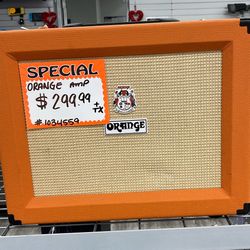 SPECIAL
ORANGE AMP
$299.99 + TX
#1034559
ORANGE